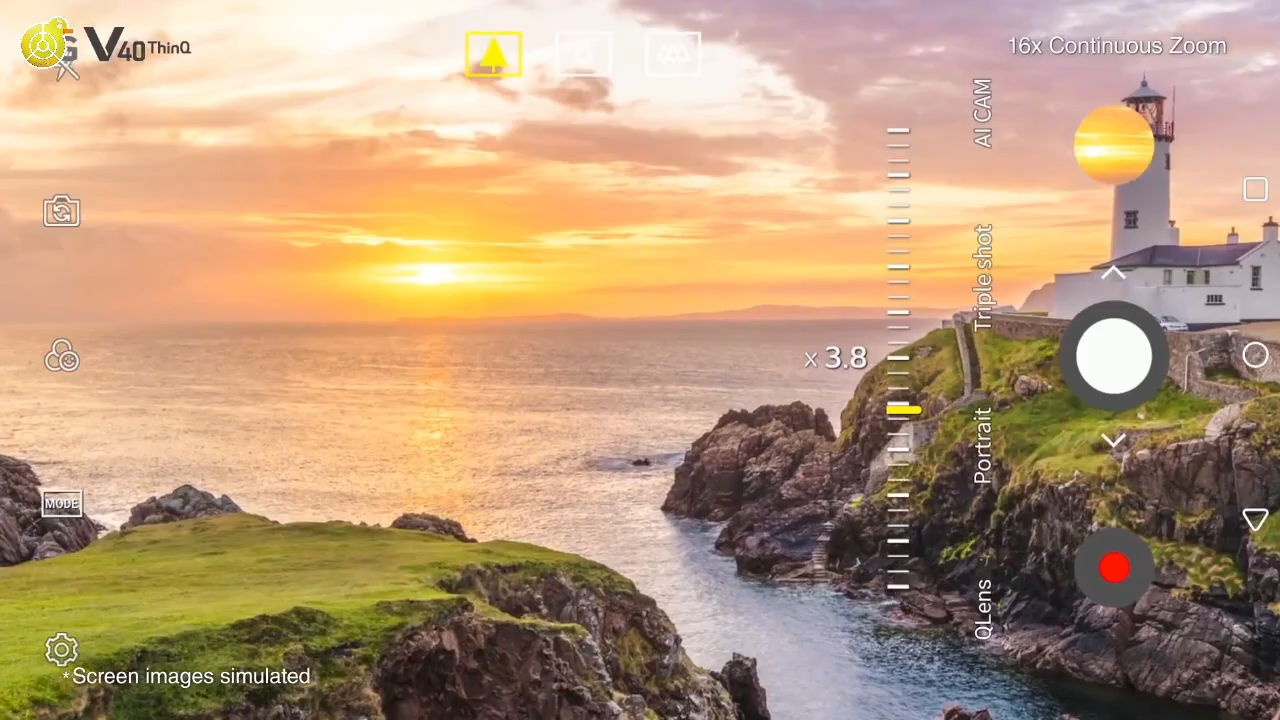 V40 ThinQ
16x Continuous Zoom
AI CAM
Triple shot
× 3.8
Portrait
MODE
QLens
*Screen images simulated